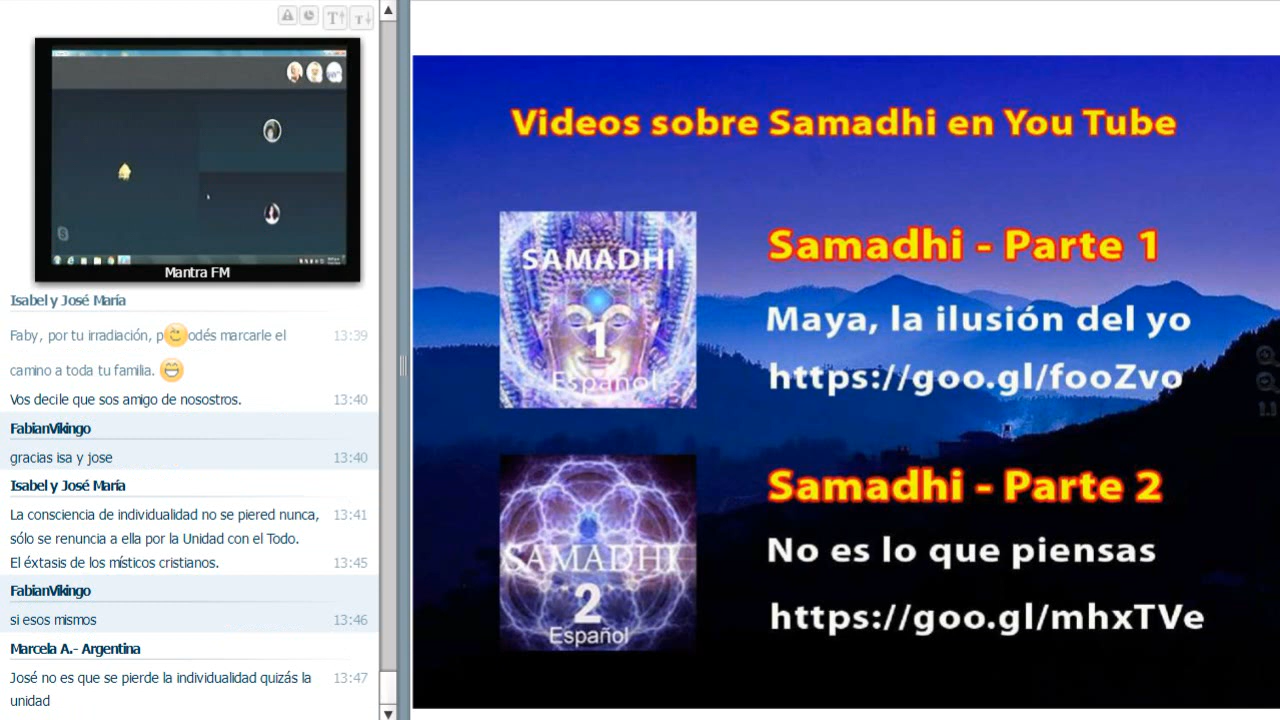 Mantra FM
Isabel y José María
Faby, por tu irradiación, p odés marcarle el 13:39
camino a toda tu familia.
Vos decile que sos amigo de nosostros. 13:40
FabianVikingo
gracias isa y jose 13:40
Isabel y José María
La consciencia de individualidad no se piered nunca, 13:41
sólo se renuncia a ella por la Unidad con el Todo.
El éxtasis de los místicos cristianos. 13:45
FabianVikingo
si esos mismos 13:46
Marcela A.- Argentina
José no es que se pierde la individualidad quizás la 13:47
unidad
Videos sobre Samadhi en You Tube
SAMADHI
1
Español
Samadhi - Parte 1
Maya, la ilusión del yo
https://goo.gl/fooZvo
SAMADHI
2
Español
Samadhi - Parte 2
No es lo que piensas
https://goo.gl/mhxTVe